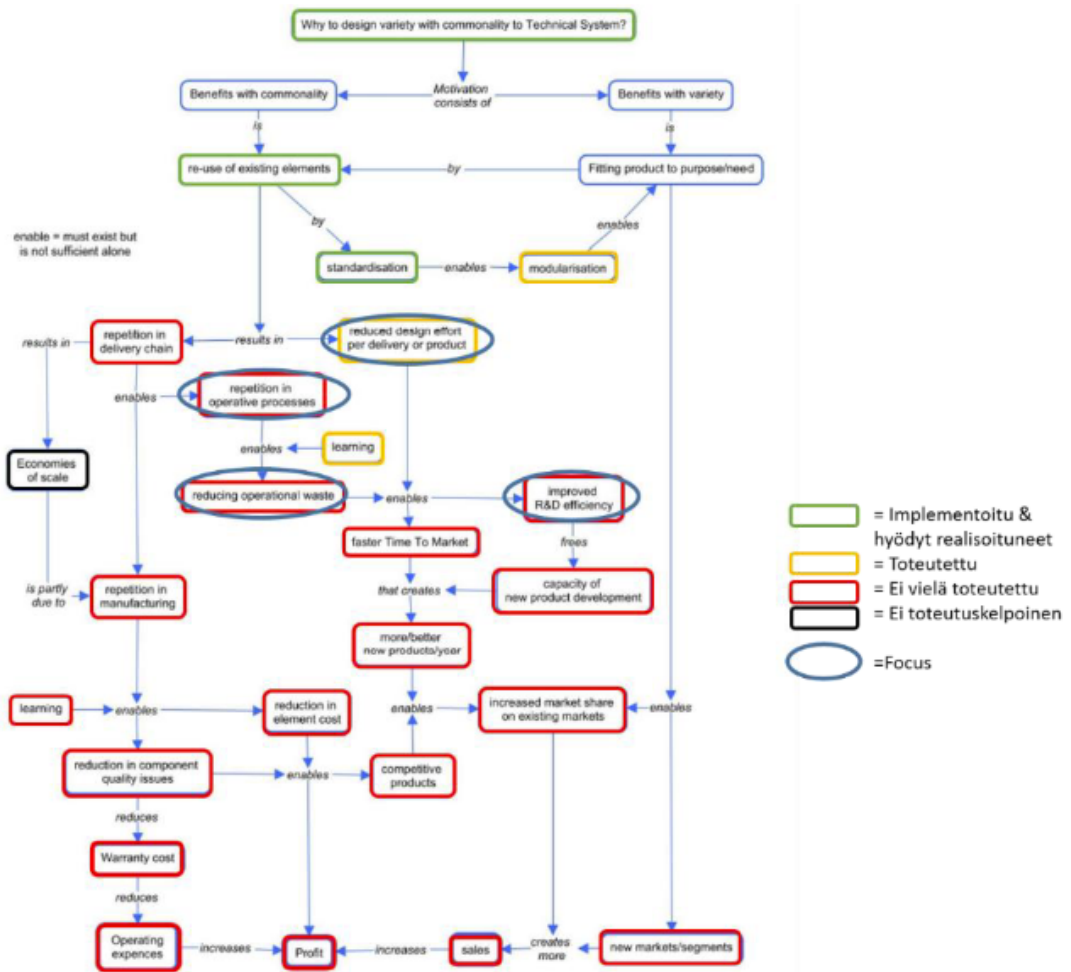 Why to design variety with commonality to Technical System?
Benefits with commonality
Motivation
consists of
Benefits with variety
is
is
re-use of existing elements
by
Fitting product to purpose/need
by
enables
enable = must exist but
is not sufficient alone
standardisation
enables
modularisation
results in
repetition in
delivery chain
results in
reduced design effort
per delivery or product
enables
repetition in
operative processes
enables
learning
Economies
of scale
reducing operational waste
enables
improved
R&D efficiency
= Implementoitu &
hyödyt realisoituneet
= Toteutettu
= Ei vielä toteutettu
= Ei toteutuskelpoinen
=Focus
faster Time To Market
frees
is partly
due to
repetition in
manufacturing
that creates
capacity of
new product development
more/better
now products/year
learning
enables
reduction in
element cost
enables
increased market share
on existing markets
enables
reduction in component
quality issues
enables
competitive
products
reduces
Warranty cost
reduces
Operating
expences
increases
Profit
increases
sales
creates
more
new markets/segments